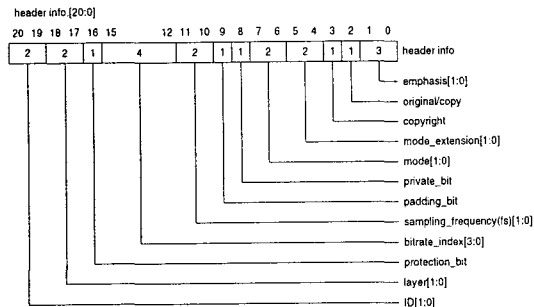 header info.[20:0]
20 19 18 17 16 15 12 11 10 9 8 7 6 5 4 3 2 1 0
2 2 1 4 2 1 1 2 2 1 1 3 header info
emphasis[1:0]
original/copy
copyright
mode_extension[1:0]
mode[1:0]
private_bit
padding_bit
sampling_frequency(fs)[1:0]
bitrate_index[3:0]
protection_bit
layer[1:0]
ID[1:0]